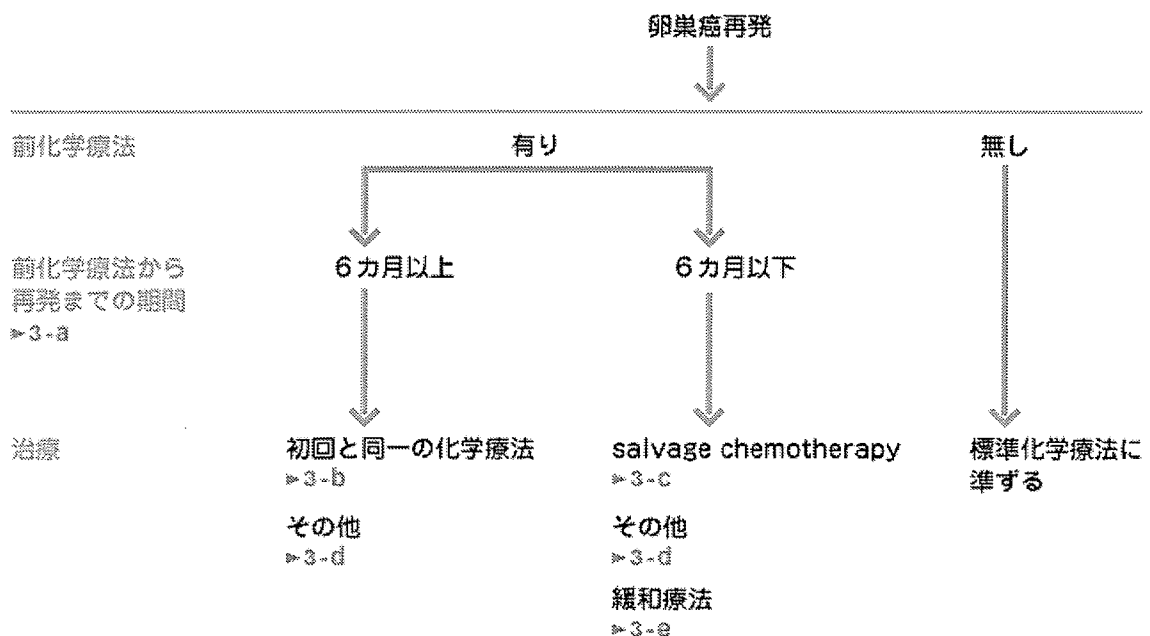 卵巣癌再発
前化学療法
有り
無し
前化学療法から
再発までの期間
►3-a
6カ月以上
6カ月以下
治療
初回と同一の化学療法
►3-b
その他
►3-d
salvage chemotherapy
►3-c
その他
►3-d
緩和療法
►3-e
標準化学療法に
準ずる